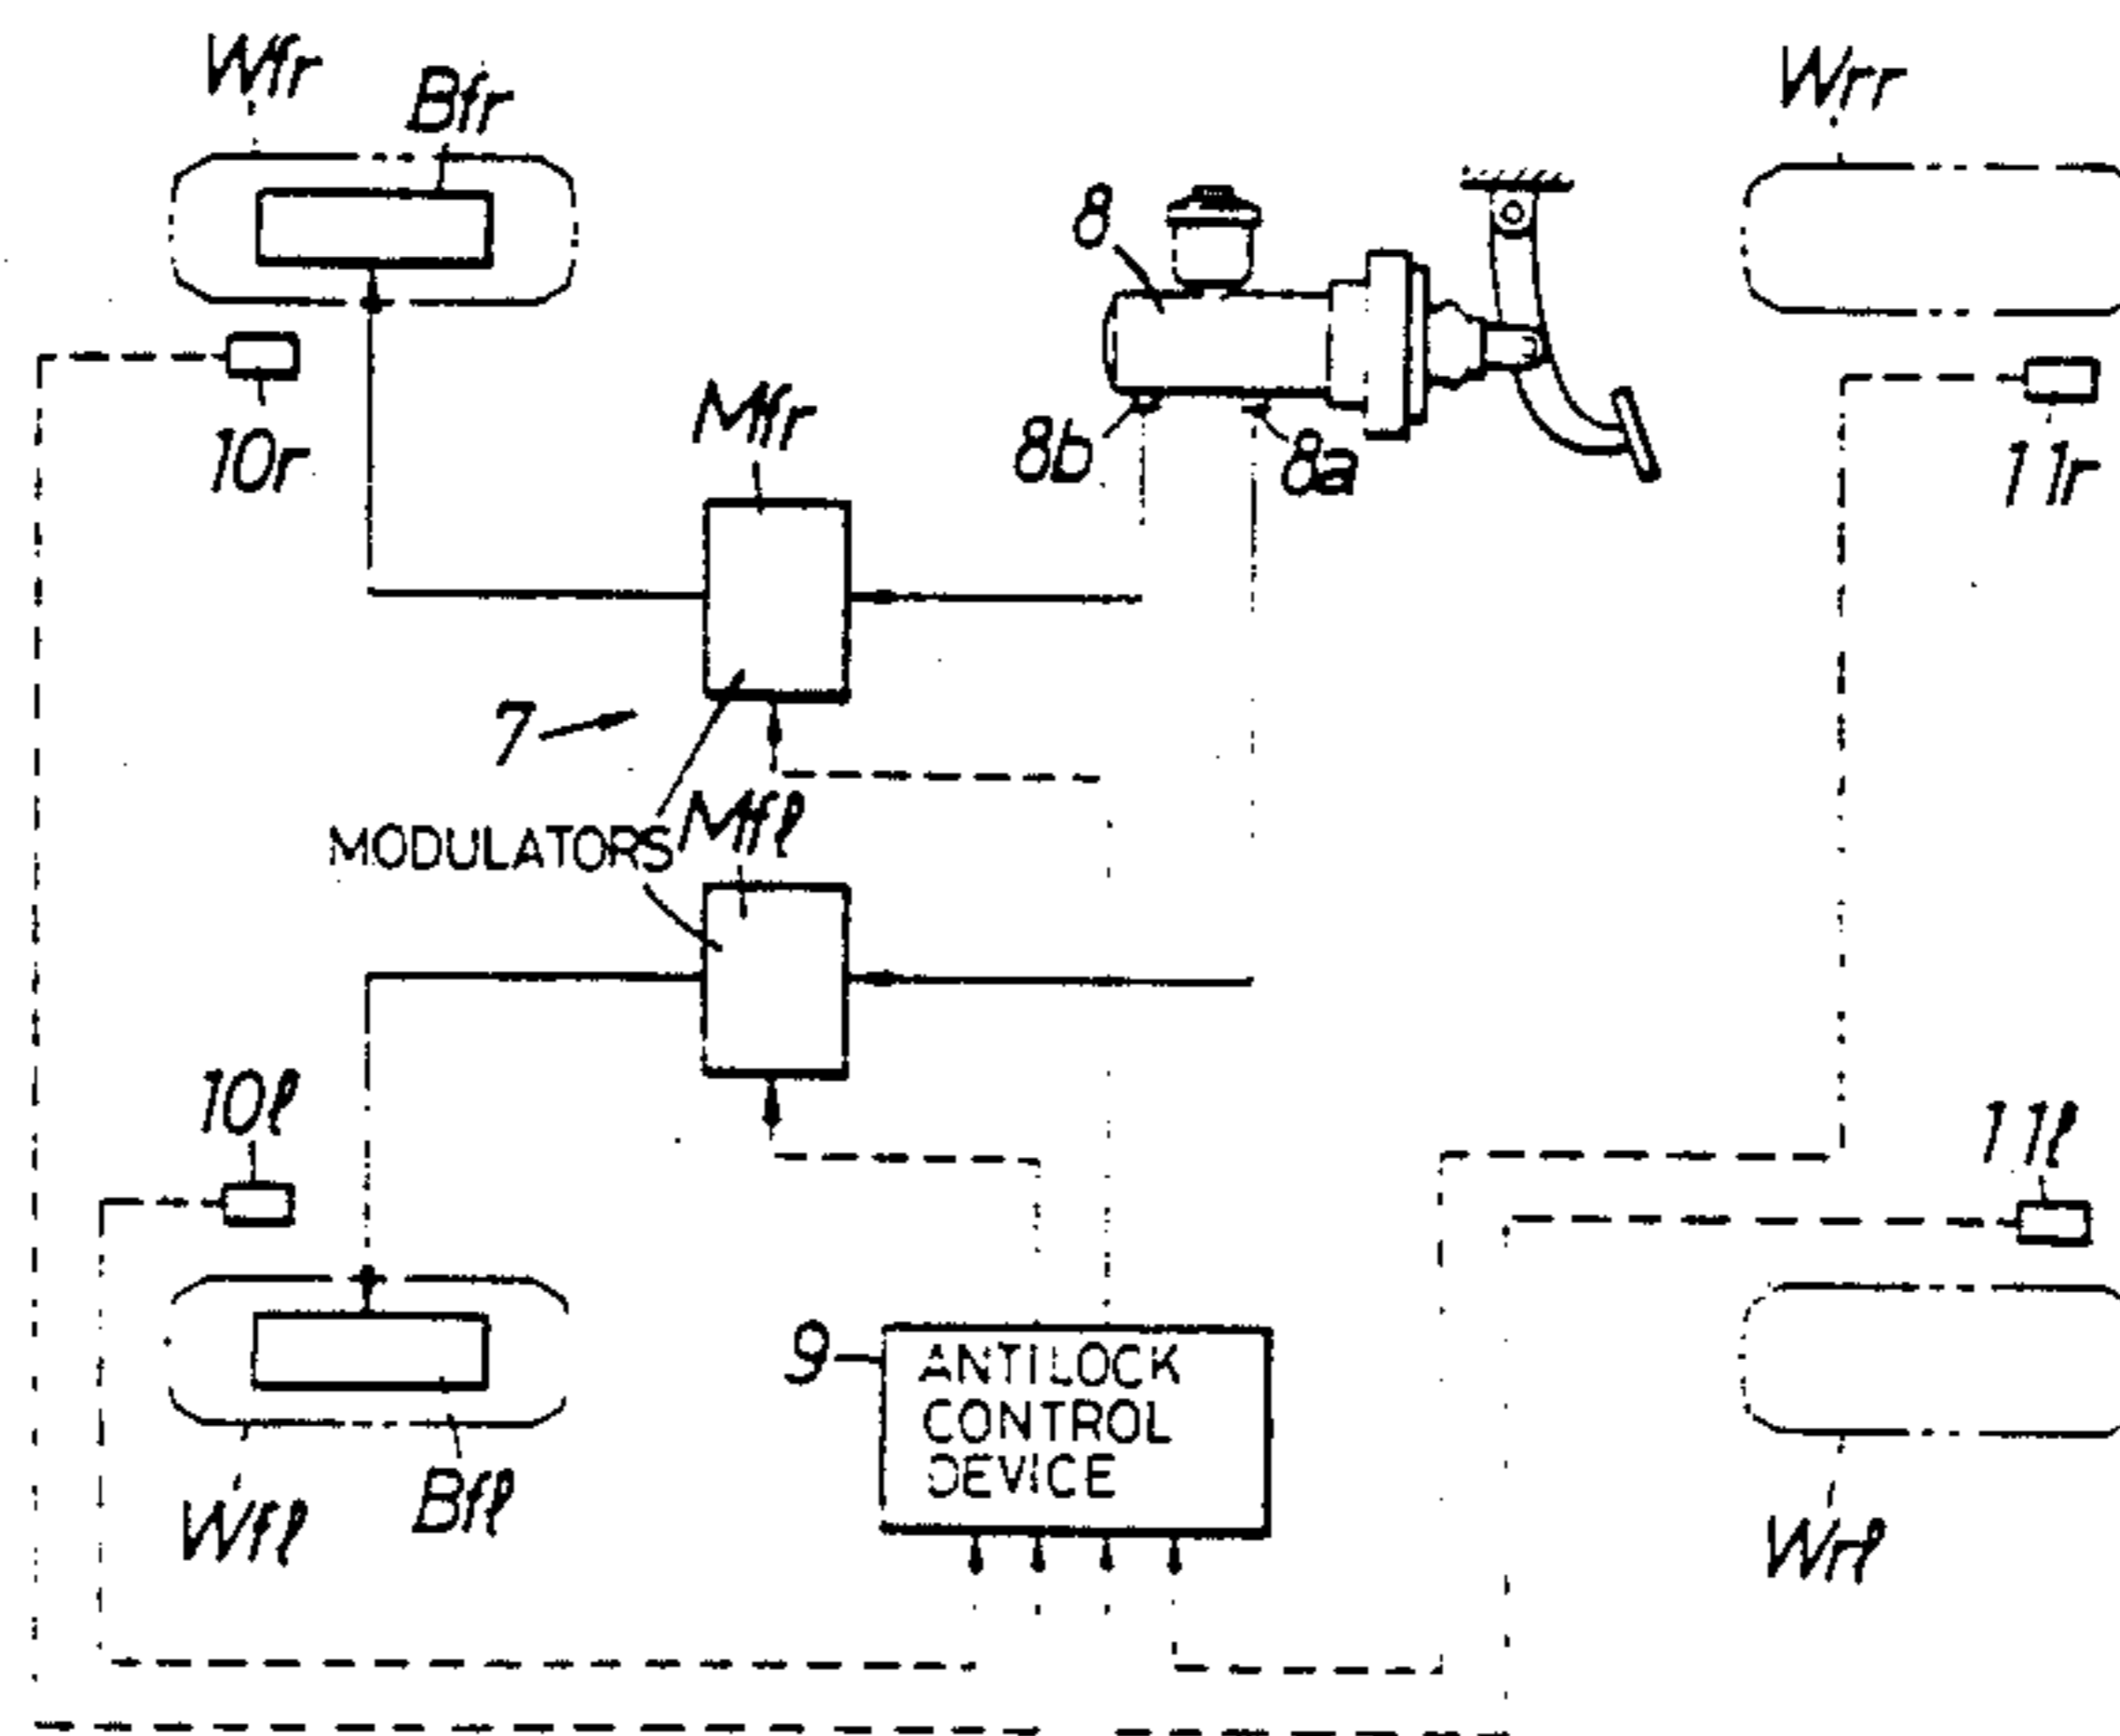 Wfr
Bfr
Wrr
8
10r
Mfr
8b
8a
11r
7
MODULATORS
Mfl
10l
11l
9
ANTILOCK
CONTROL
DEVICE
Wfl
Bfl
Wrl